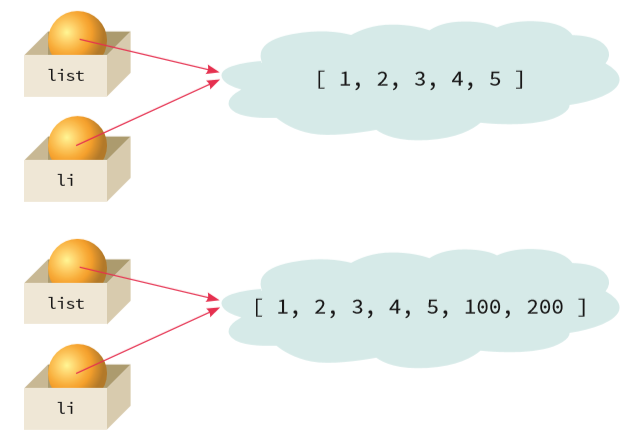 list
[ 1, 2, 3, 4, 5 ]
li
list
[ 1, 2, 3, 4, 5, 100, 200 ]
li